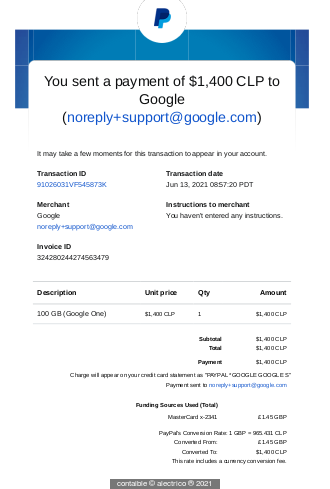 You sent a payment of $1,400 CLP to
Google
(noreply+support@google.com)
It may take a few moments for this transaction to appear in your account.
Transaction ID
91026031VF545873K
Transaction date
Jun 13, 2021 08:57:20 PDT
Merchant
Google
noreply+support@google.com
Instructions to merchant
You haven't entered any instructions.
Invoice ID
324280244274563479
Description Unit price Qty Amount
100 GB (Google One) $1,400 CLP 1 $1,400 CLP
Subtotal $1,400 CLP
Total $1,400 CLP
Payment $1,400 CLP
Charge will appear on your credit card statement as "PAYPAL *GOOGLE GOOGLE S"
Payment sent to noreply+support@google.com
Funding Sources Used (Total)
MasterCard x-2341 £1.45 GBP
PayPal's Conversion Rate: 1 GBP = 965.431 CLP
Converted From: £1.45 GBP
Converted To: $1,400 CLP
This rate includes a currency conversion fee.
contaible © alectrico ® 2021